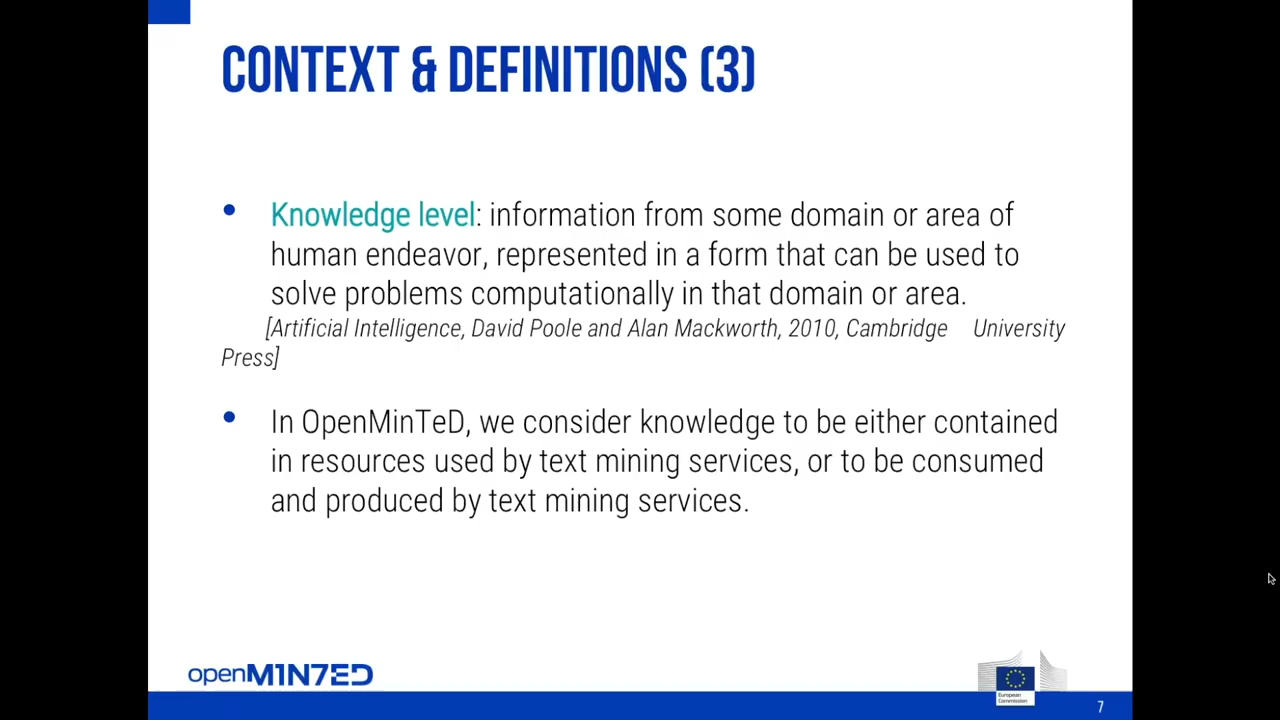 CONTEXT & DEFINITIONS (3)
• Knowledge level: information from some domain or area of
human endeavor, represented in a form that can be used to
solve problems computationally in that domain or area.
[Artificial Intelligence, David Poole and Alan Mackworth, 2010, Cambridge University
Press]
• In OpenMinTeD, we consider knowledge to be either contained
in resources used by text mining services, or to be consumed
and produced by text mining services.
openM1N7ED
European
Commission
7